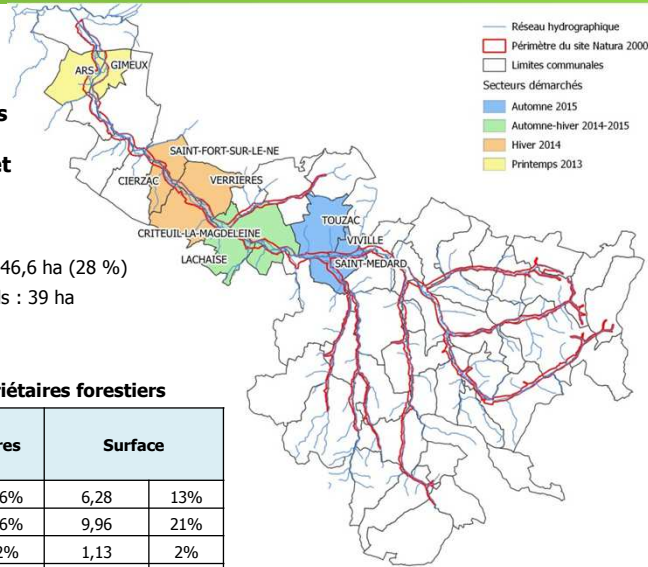 Réseau hydrographique
Périmètre du site Natura 2000
Limites communales
Secteurs démarchés
Automne 2015
Automne-hiver 2014-2015
Hiver 2014
Printemps 2013
ARS
GIMEUX
SAINT-FORT-SUR-LE-NE
CIERZAC
VERRIERES
CRITEUIL-LA-MAGDELEINE
LACHAISE
TOUZAC
VIVILLE
SAINT-MEDARD
et
46,6 ha (28 %)
s : 39 ha
riétaires forestiers
res Surface
6% 6,28 13%
6% 9,96 21%
2% 1,13 2%